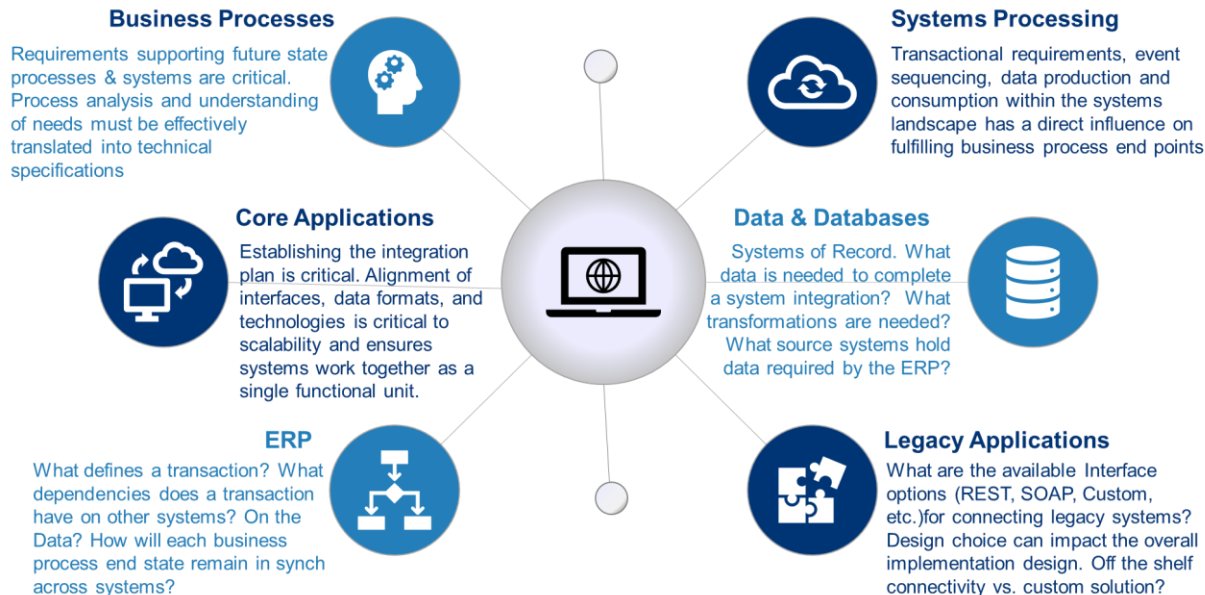 Business Processes
Requirements supporting future state
processes & systems are critical.
Process analysis and understanding
of needs must be effectively
translated into technical
specifications
Systems Processing
Transactional requirements, event
sequencing, data production and
consumption within the systems
landscape has a direct influence on
fulfilling business process end points
Core Applications
Establishing the integration
plan is critical. Alignment of
interfaces, data formats, and
technologies is critical to
scalability and ensures
systems work together as a
single functional unit.
Data & Databases
Systems of Record. What
data is needed to complete
a system integration? What
transformations are needed?
What source systems hold
data required by the ERP?
ERP
What defines a transaction? What
dependencies does a transaction
have on other systems? On the
Data? How will each business
process end state remain in synch
across systems?
Legacy Applications
What are the available Interface
options (REST, SOAP, Custom,
etc.)for connecting legacy systems?
Design choice can impact the overall
implementation design. Off the shelf
connectivity vs. custom solution?